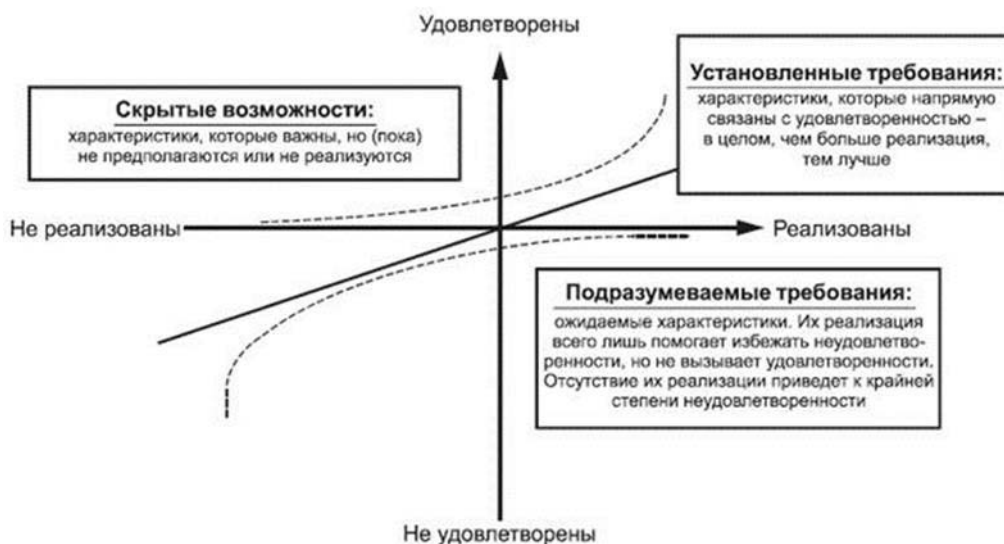 Удовлетворены
Скрытые возможности:
характеристики, которые важны, но (пока)
не предполагаются или не реализуются
Установленные требования:
характеристики, которые напрямую
связаны с удовлетворенностью –
в целом, чем больше реализация,
тем лучше
Не реализованы
Реализованы
Подразумеваемые требования:
ожидаемые характеристики. Их реализация
всего лишь помогает избежать неудовлетво-
ренности, но не вызывает удовлетворенности.
Отсутствие их реализации приведет к крайней
степени неудовлетворенности
Не удовлетворены